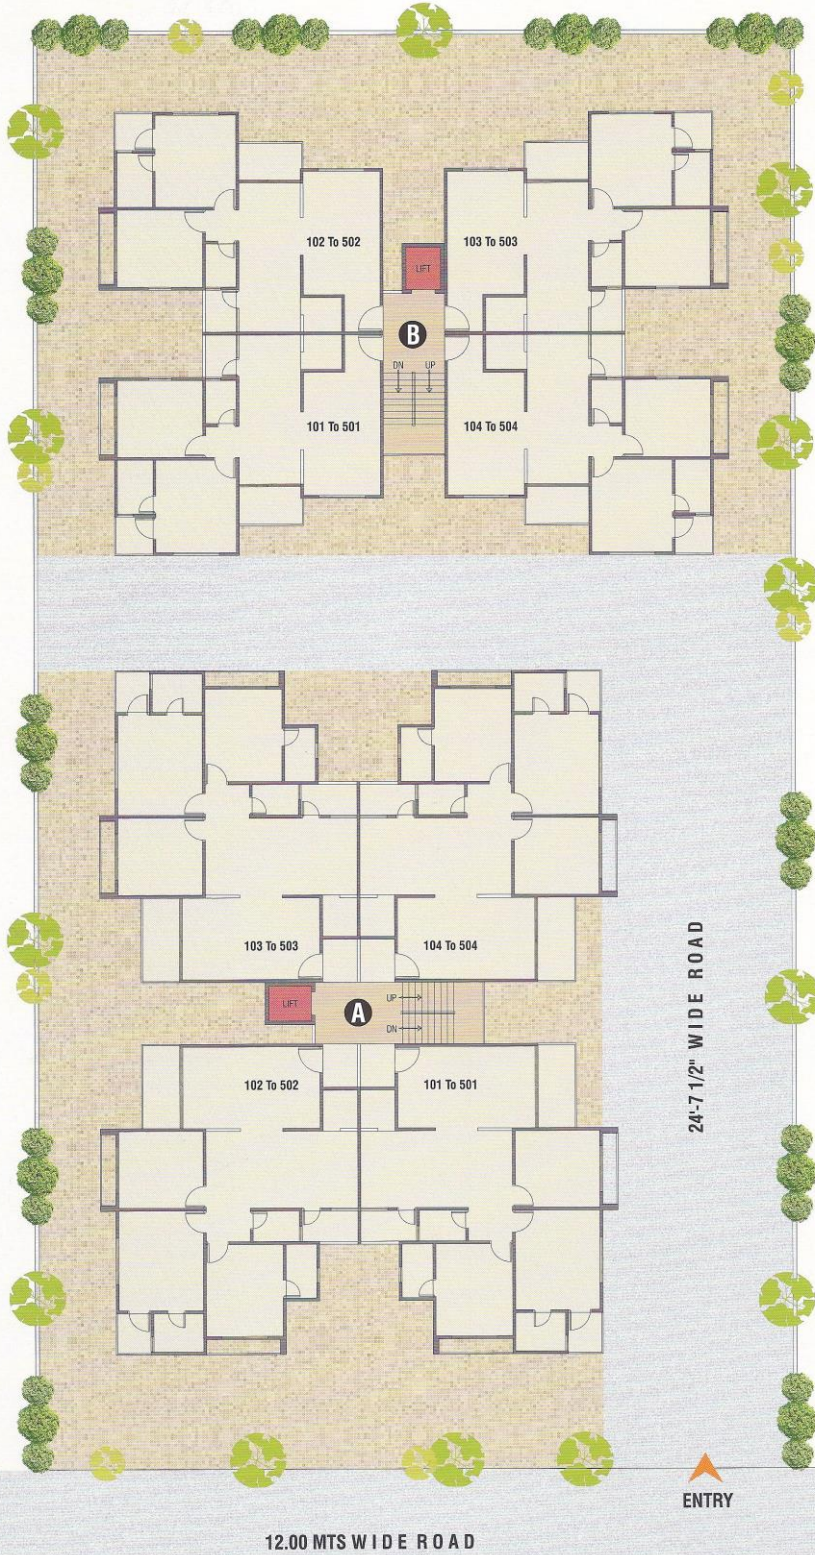 102 To 502
103 To 503
LIFT
B
DN UP
101 To 501
104 To 504
103 To 503
104 To 504
LIFT
A
UP
DN
102 To 502
101 To 501
24'-7 1/2" WIDE ROAD
ENTRY
12.00 MTS WIDE ROAD